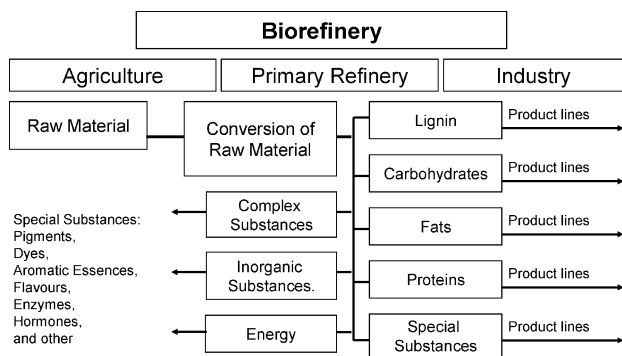 Biorefinery
Agriculture
Primary Refinery
Industry
Raw Material
Conversion of
Raw Material
Lignin
Product lines
Carbohydrates
Product lines
Fats
Product lines
Proteins
Product lines
Special
Substances
Product lines
Complex
Substances
Inorganic
Substances.
Energy
Special Substances:
Pigments,
Dyes,
Aromatic Essences,
Flavours,
Enzymes,
Hormones,
and other